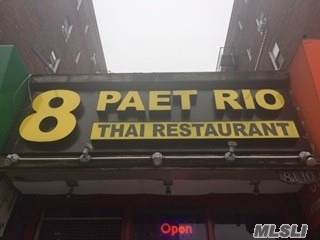 8 PAET RIO
THAI RESTAURANT
Open
MLSLI